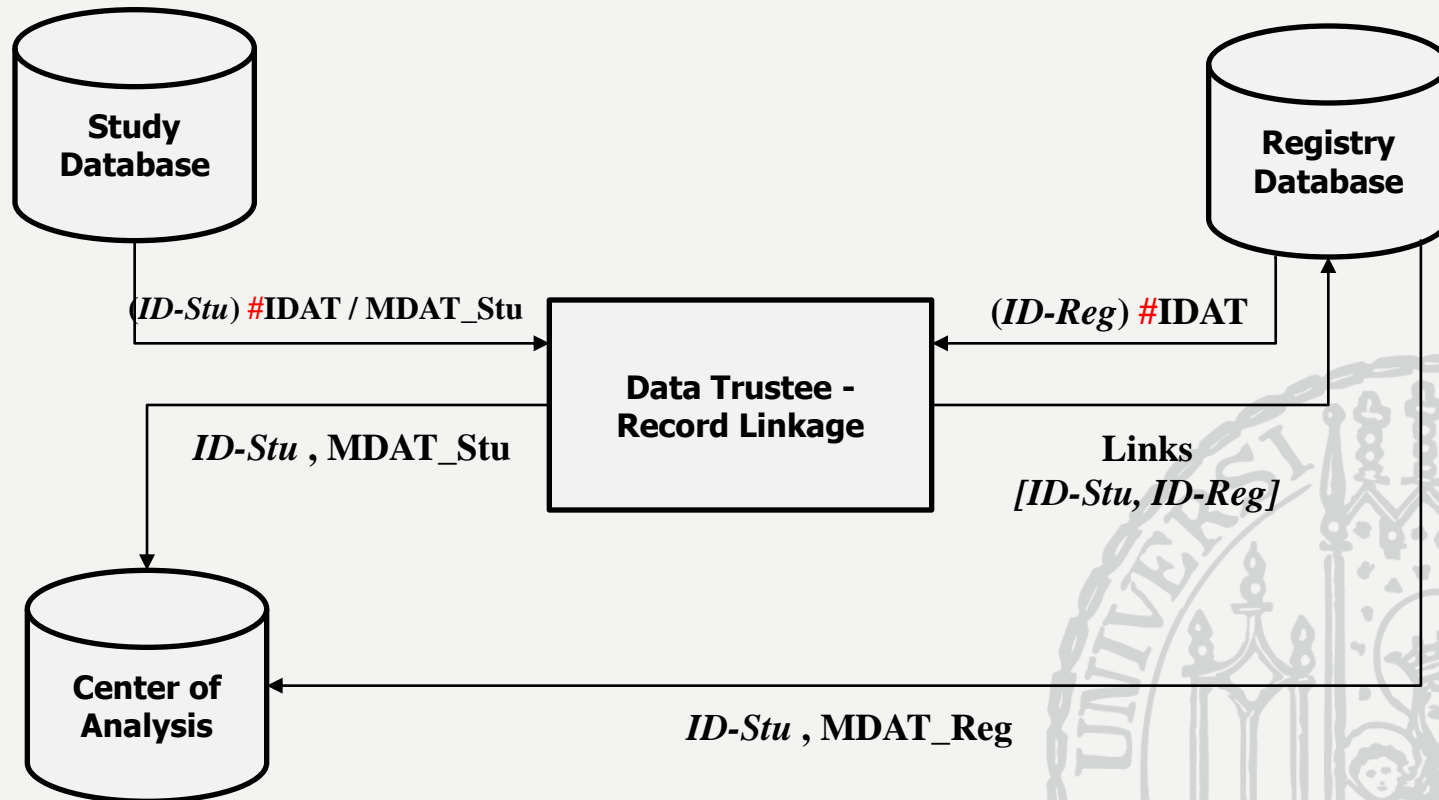 Study
Database
Registry
Database
(ID-Stu) #IDAT / MDAT_Stu
(ID-Reg) #IDAT
Data Trustee -
Record Linkage
ID-Stu , MDAT_Stu
Links
[ID-Stu, ID-Reg]
Center of
Analysis
ID-Stu , MDAT_Reg
UNIVERSI